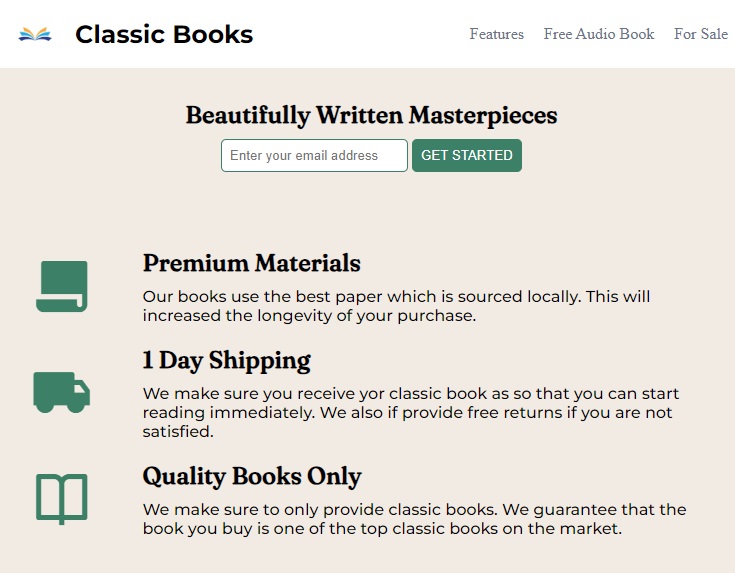 Classic Books
Features
Free Audio Book
For Sale
Beautifully Written Masterpieces
Enter your email address
GET STARTED
Premium Materials
Our books use the best paper which is sourced locally. This will
increased the longevity of your purchase.
1 Day Shipping
We make sure you receive yor classic book as so that you can start
reading immediately. We also if provide free returns if you are not
satisfied.
Quality Books Only
We make sure to only provide classic books. We guarantee that the
book you buy is one of the top classic books on the market.